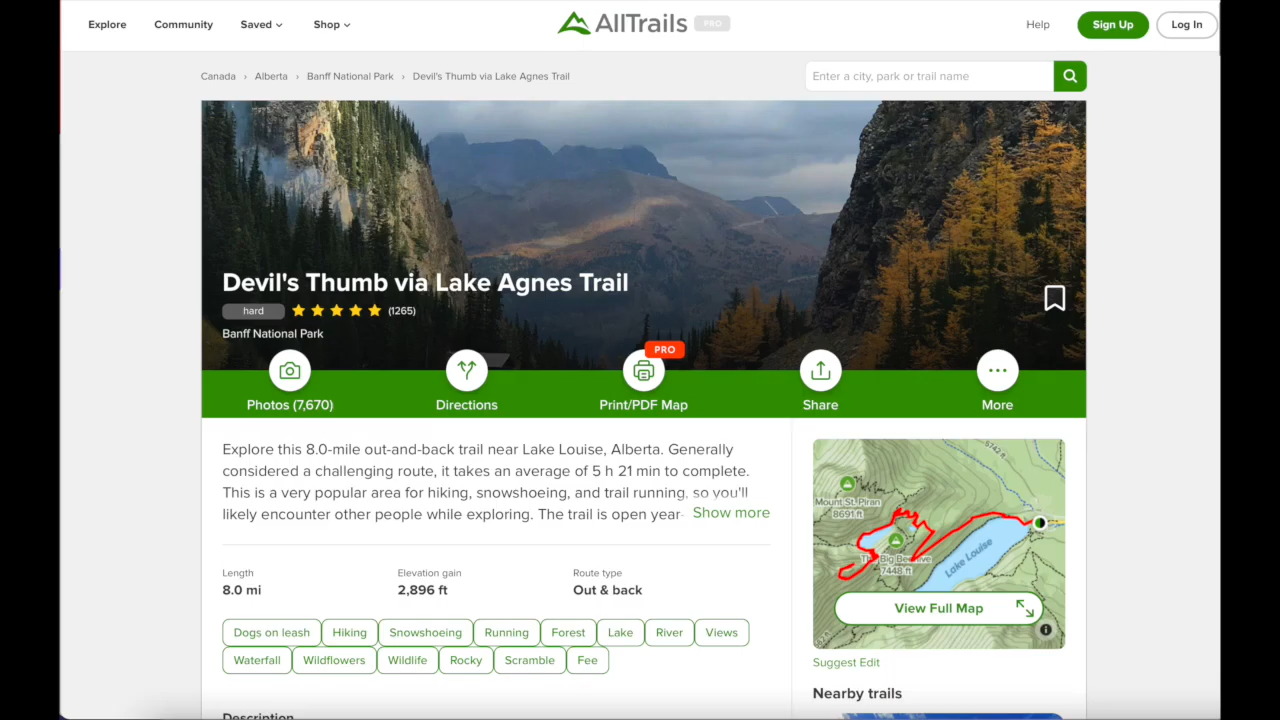 Explore Community Saved Shop AllTrails PRO Help Sign Up Log In
Canada › Alberta › Banff National Park › Devil's Thumb via Lake Agnes Trail
Enter a city, park or trail name
Devil's Thumb via Lake Agnes Trail
hard (1265)
Banff National Park
PRO
Photos (7,670) Directions Print/PDF Map Share More
Explore this 8.0-mile out-and-back trail near Lake Louise, Alberta. Generally
considered a challenging route, it takes an average of 5 h 21 min to complete.
This is a very popular area for hiking, snowshoeing, and trail running, so you'll
likely encounter other people while exploring. The trail is open year- Show more
Length Elevation gain Route type
8.0 mi 2,896 ft Out & back
Dogs on leash Hiking Snowshoeing Running Forest Lake River Views
Waterfall Wildflowers Wildlife Rocky Scramble Fee
Description
5742 ft
Mount St. Piran
8691 ft
The Big Beehive
7448 ft
Lake Louise
View Full Map
Suggest Edit
Nearby trails